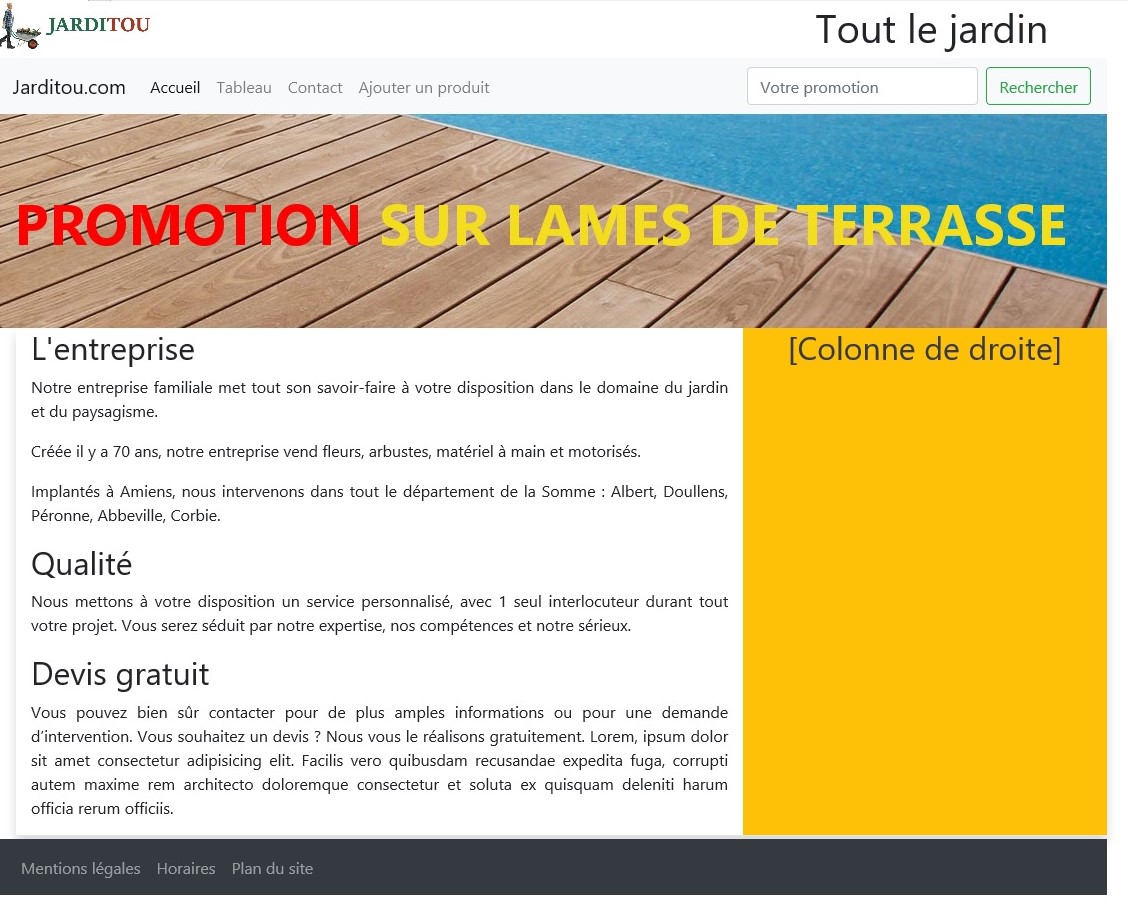 JARDITOU
Tout le jardin
Jarditou.com Accueil Tableau Contact Ajouter un produit Votre promotion Rechercher
PROMOTION SUR LAMES DE TERRASSE
L'entreprise
Notre entreprise familiale met tout son savoir-faire à votre disposition dans le domaine du jardin
et du paysagisme.
Créée il y a 70 ans, notre entreprise vend fleurs, arbustes, matériel à main et motorisés.
Implantés à Amiens, nous intervenons dans tout le département de la Somme : Albert, Doullens,
Péronne, Abbeville, Corbie.
Qualité
Nous mettons à votre disposition un service personnalisé, avec 1 seul interlocuteur durant tout
votre projet. Vous serez séduit par notre expertise, nos compétences et notre sérieux.
Devis gratuit
Vous pouvez bien sûr contacter pour de plus amples informations ou pour une demande
d’intervention. Vous souhaitez un devis ? Nous vous le réalisons gratuitement. Lorem, ipsum dolor
sit amet consectetur adipisicing elit. Facilis vero quibusdam recusandae expedita fuga, corrupti
autem maxime rem architecto doloremque consectetur et soluta ex quisquam deleniti harum
officia rerum officiis.
[Colonne de droite]
Mentions légales Horaires Plan du site